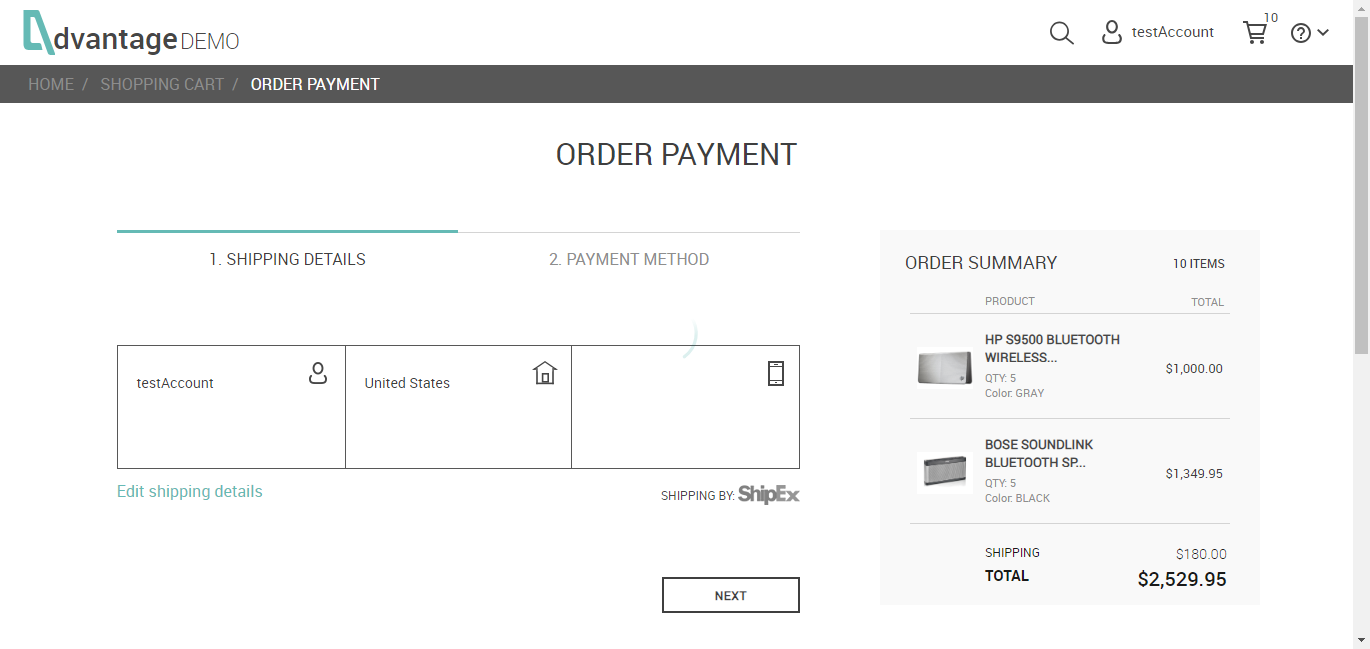 AdvantageDEMO
testAccount
10
HOME / SHOPPING CART / ORDER PAYMENT
ORDER PAYMENT
1. SHIPPING DETAILS
2. PAYMENT METHOD
testAccount
United States
Edit shipping details
SHIPPING BY: ShipEx
NEXT
ORDER SUMMARY
10 ITEMS
PRODUCT
TOTAL
HP S9500 BLUETOOTH
WIRELESS...
QTY: 5
Color: GRAY
$1,000.00
BOSE SOUNDLINK
BLUETOOTH SP...
QTY: 5
Color: BLACK
$1,349.95
SHIPPING
$180.00
TOTAL
$2,529.95